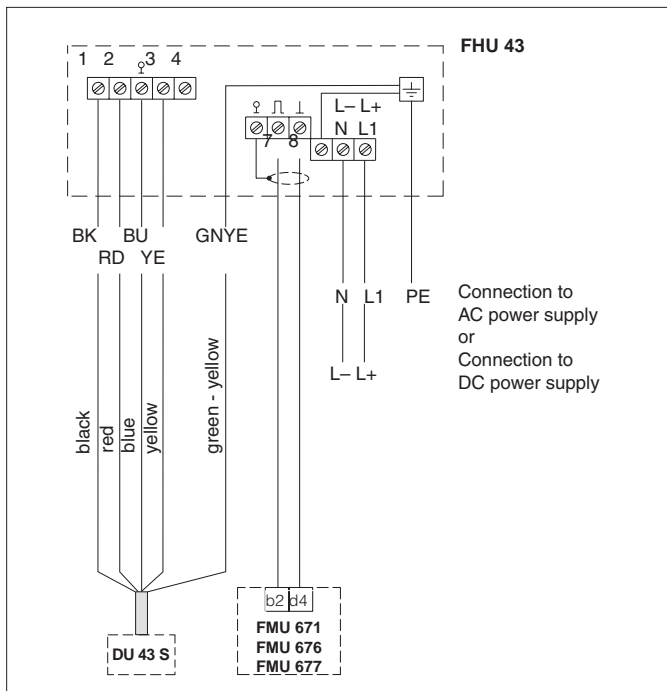 FHU 43
1 2 3 4
L– L+
N L1
7 8
BK BU GNYE
RD YE
N L1 PE
L– L+
Connection to
AC power supply
or
Connection to
DC power supply
black
red
blue
yellow
green - yellow
b2 d4
FMU 671
FMU 676
FMU 677
DU 43 S